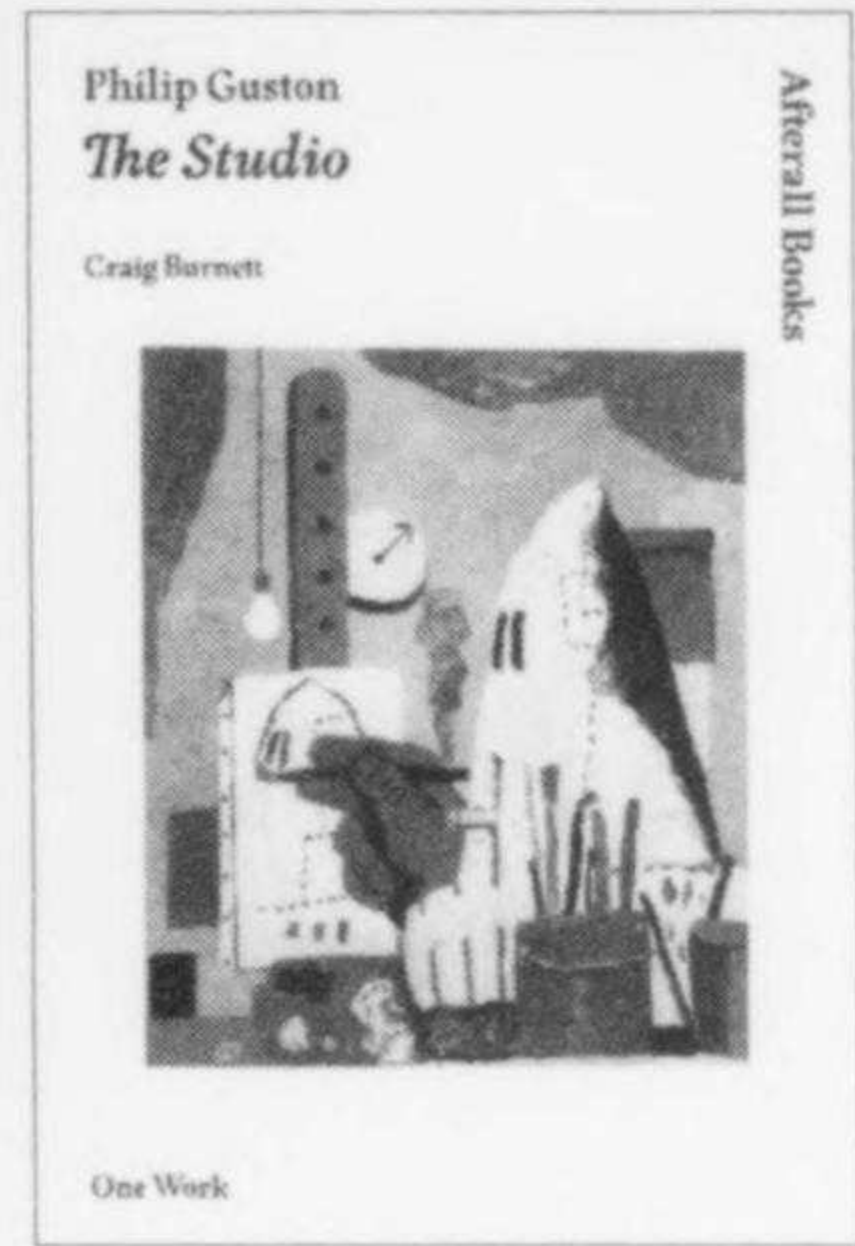 Philip Guston
The Studio
Craig Burnett
Afterall Books
One Work